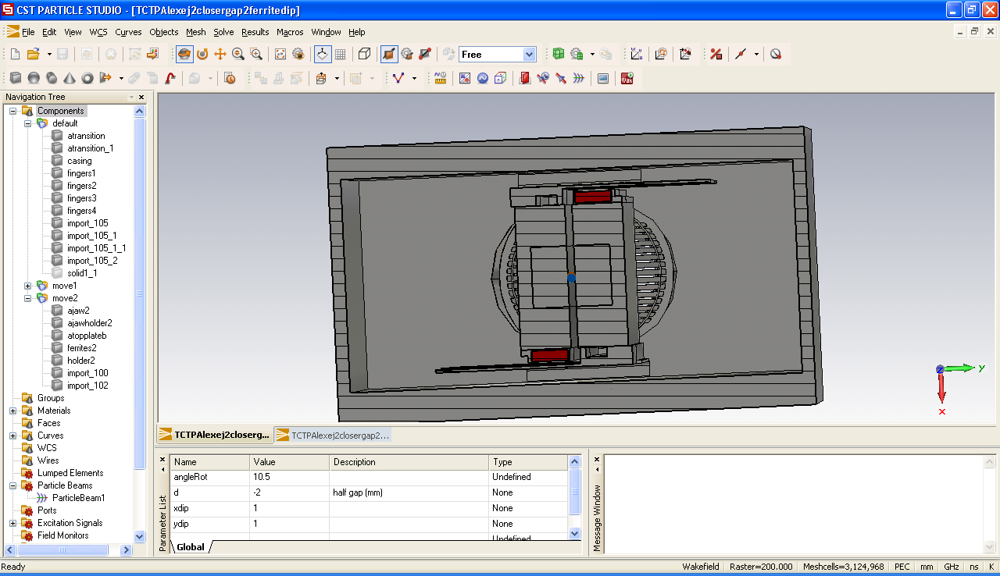 CST PARTICLE STUDIO - [TCTPAlexej2closergap2ferritedip]
File Edit View WCS Curves Objects Mesh Solve Results Macros Window Help
Free
Wak
Navigation Tree
Components
default
atransition
atransition_1
casing
fingers1
fingers2
fingers3
fingers4
import_105
import_105_1
import_105_1_1
import_105_2
solid1_1
move1
move2
ajaw2
ajawholder2
atopplateb
ferrites2
holder2
import_100
import_102
Groups
Materials
Faces
Curves
WCS
Wires
Lumped Elements
Particle Beams
ParticleBeam1
Ports
Excitation Signals
Field Monitors
Y
X
TCTPAlexej2closerg... TCTPAlexej2closergap2...
Parameter List
Name Value Description Type
angleRot 10.5 Undefined
d -2 half gap (mm) None
xdip 1 None
ydip 1 None
Undefined
Global
Message Window
Ready Wakefield Raster=200.000 Meshcells=3,124,968 PEC mm GHz ns K